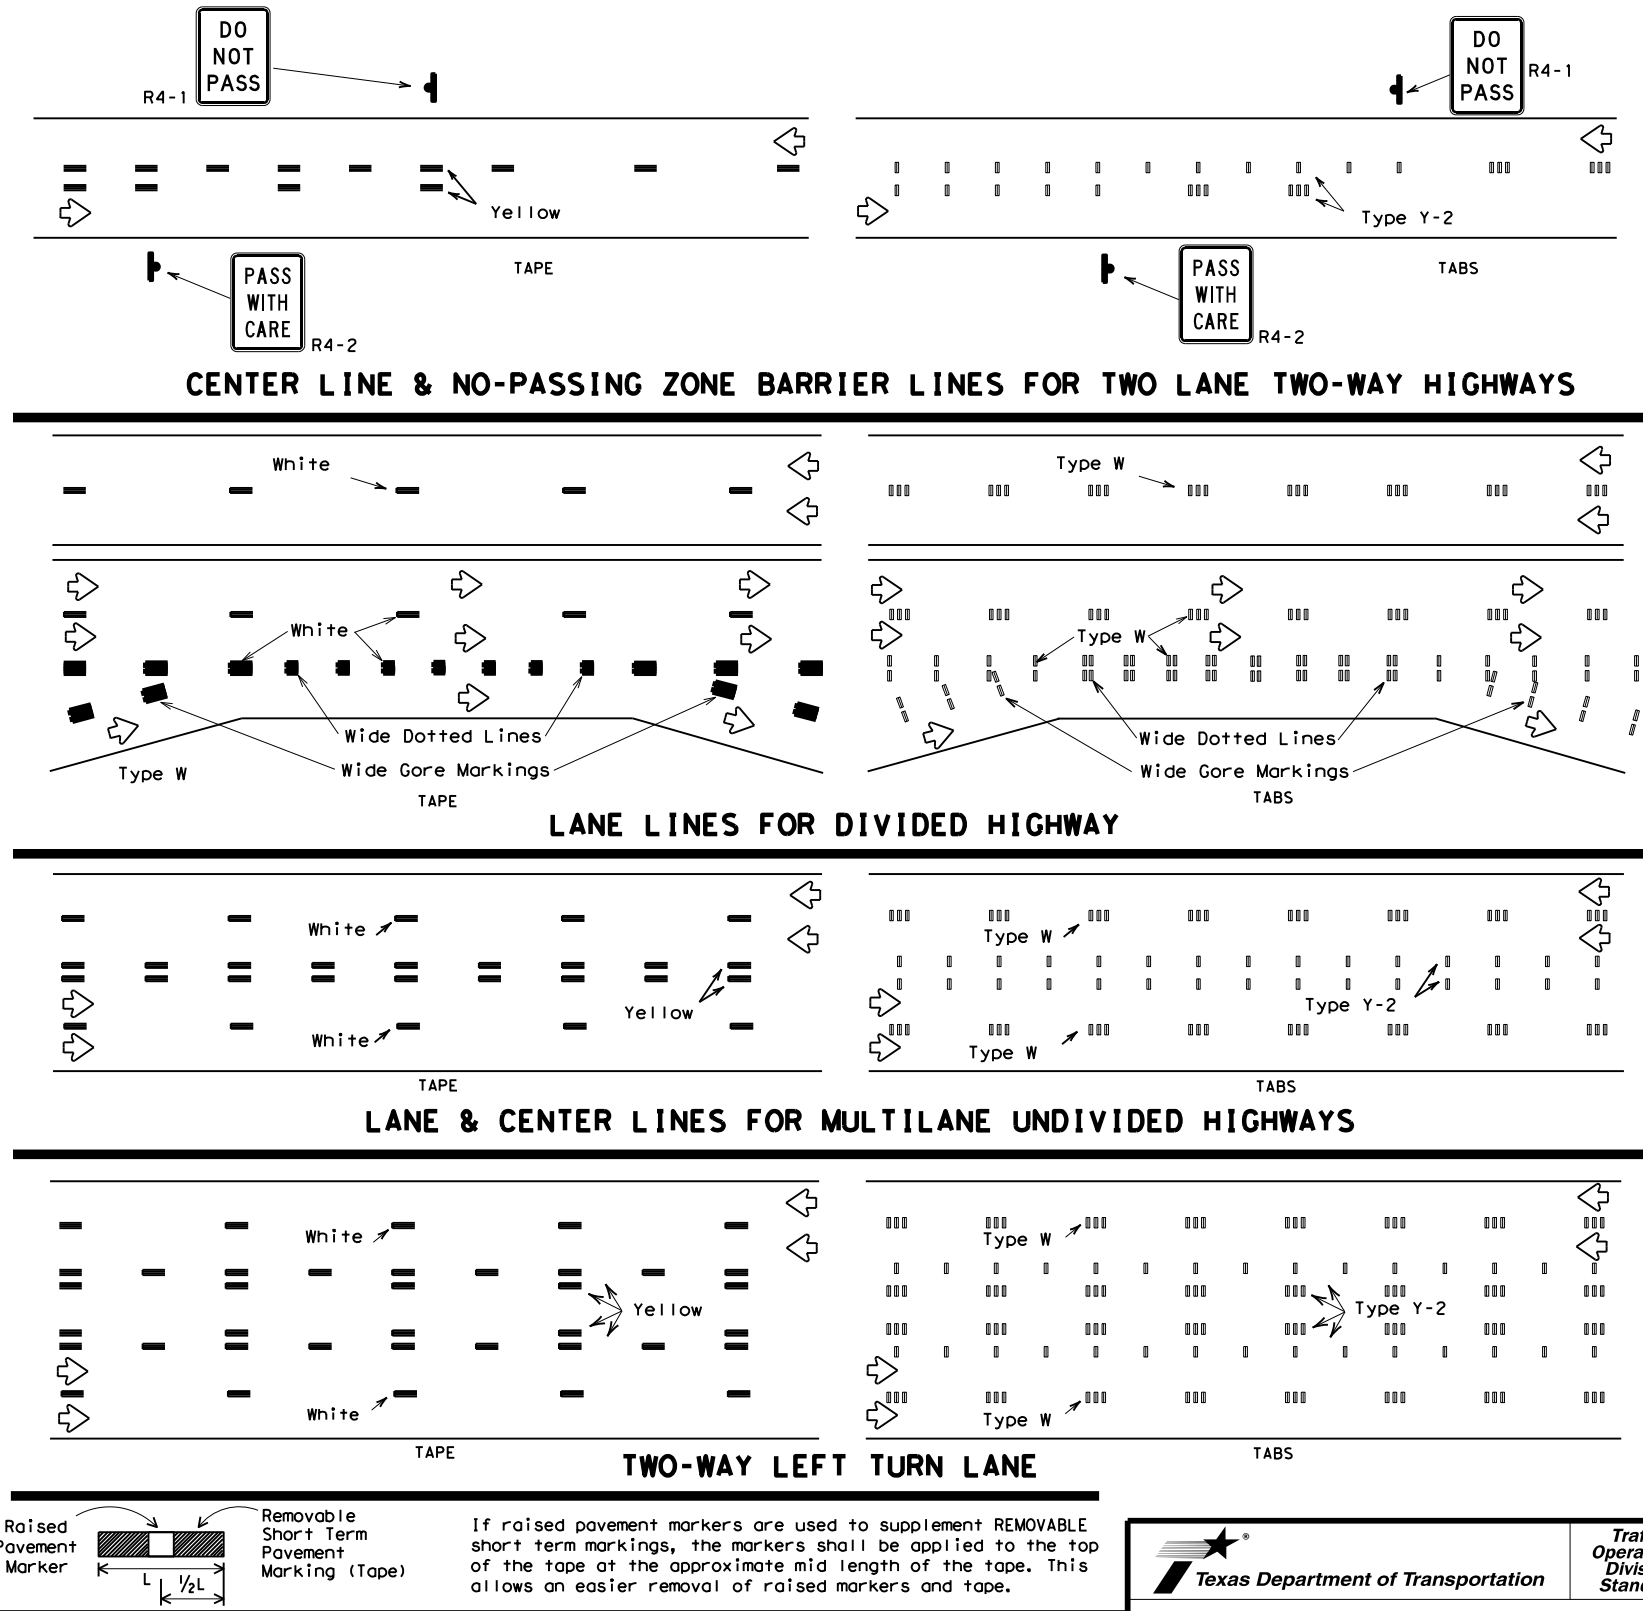 DO
NOT
PASS
R4-1
DO
NOT
PASS
R4-1
Yellow
Type Y-2
TAPE
TABS
PASS
WITH
CARE
R4-2
PASS
WITH
CARE
R4-2
CENTER LINE & NO-PASSING ZONE BARRIER LINES FOR TWO LANE TWO-WAY HIGHWAYS
White
Type W
White
Type W
Wide Dotted Lines
Wide Dotted Lines
Type W
Wide Gore Markings
Wide Gore Markings
TAPE
TABS
LANE LINES FOR DIVIDED HIGHWAY
White
Type W
Yellow
Type Y-2
White
Type W
TAPE
TABS
LANE & CENTER LINES FOR MULTILANE UNDIVIDED HIGHWAYS
White
Type W
Yellow
Type Y-2
White
Type W
TAPE
TABS
TWO-WAY LEFT TURN LANE
Raised
Pavement
Marker
L
1/2L
Removable
Short Term
Pavement
Marking (Tape)
If raised pavement markers are used to supplement REMOVABLE
short term markings, the markers shall be applied to the top
of the tape at the approximate mid length of the tape. This
allows an easier removal of raised markers and tape.
®
Texas Department of Transportation